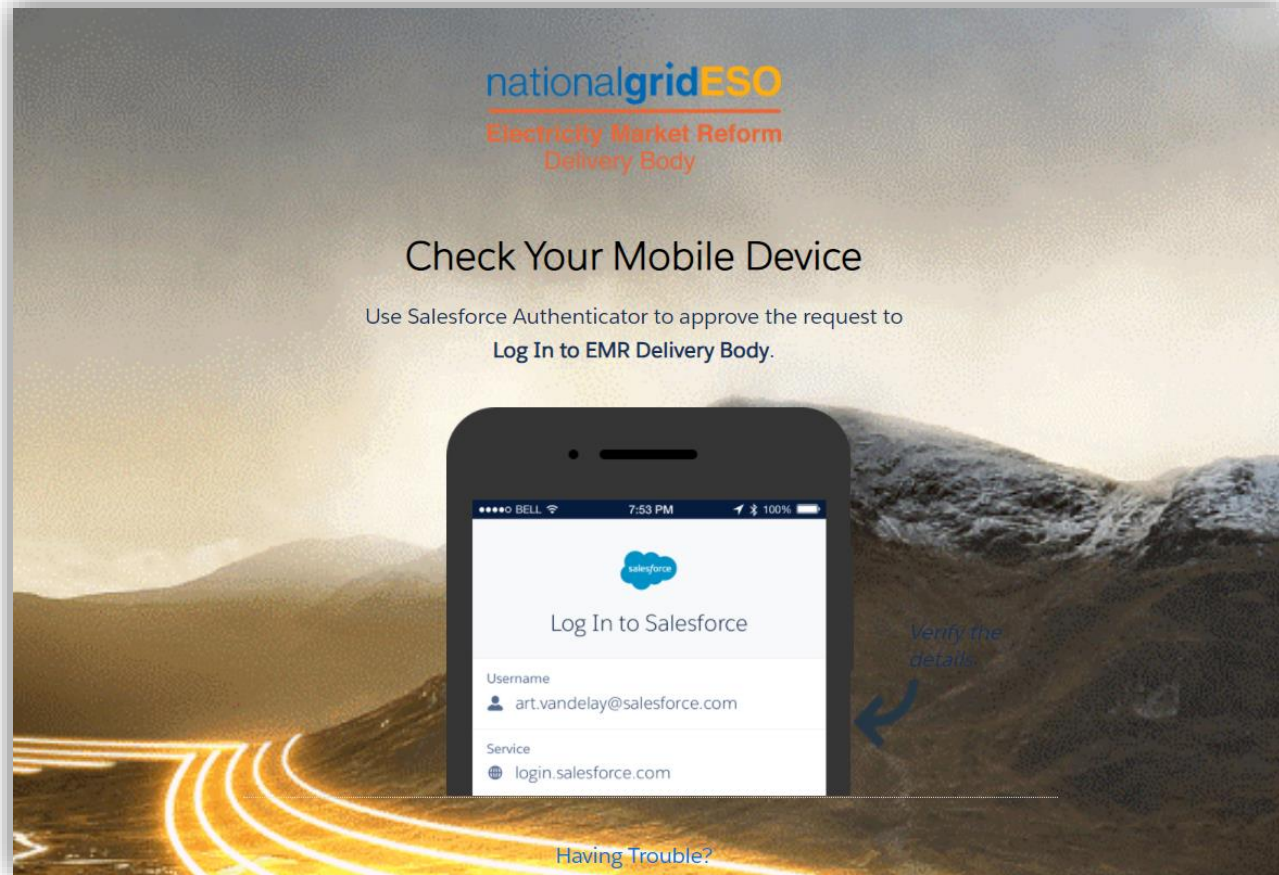 nationalgridESO
Electricity Market Reform
Delivery Body
Check Your Mobile Device
Use Salesforce Authenticator to approve the request to
Log In to EMR Delivery Body.
BELL 7:53 PM 100%
salesforce
Log In to Salesforce
Username
art.vandelay@salesforce.com
Verify the
details
Service
login.salesforce.com
Having Trouble?